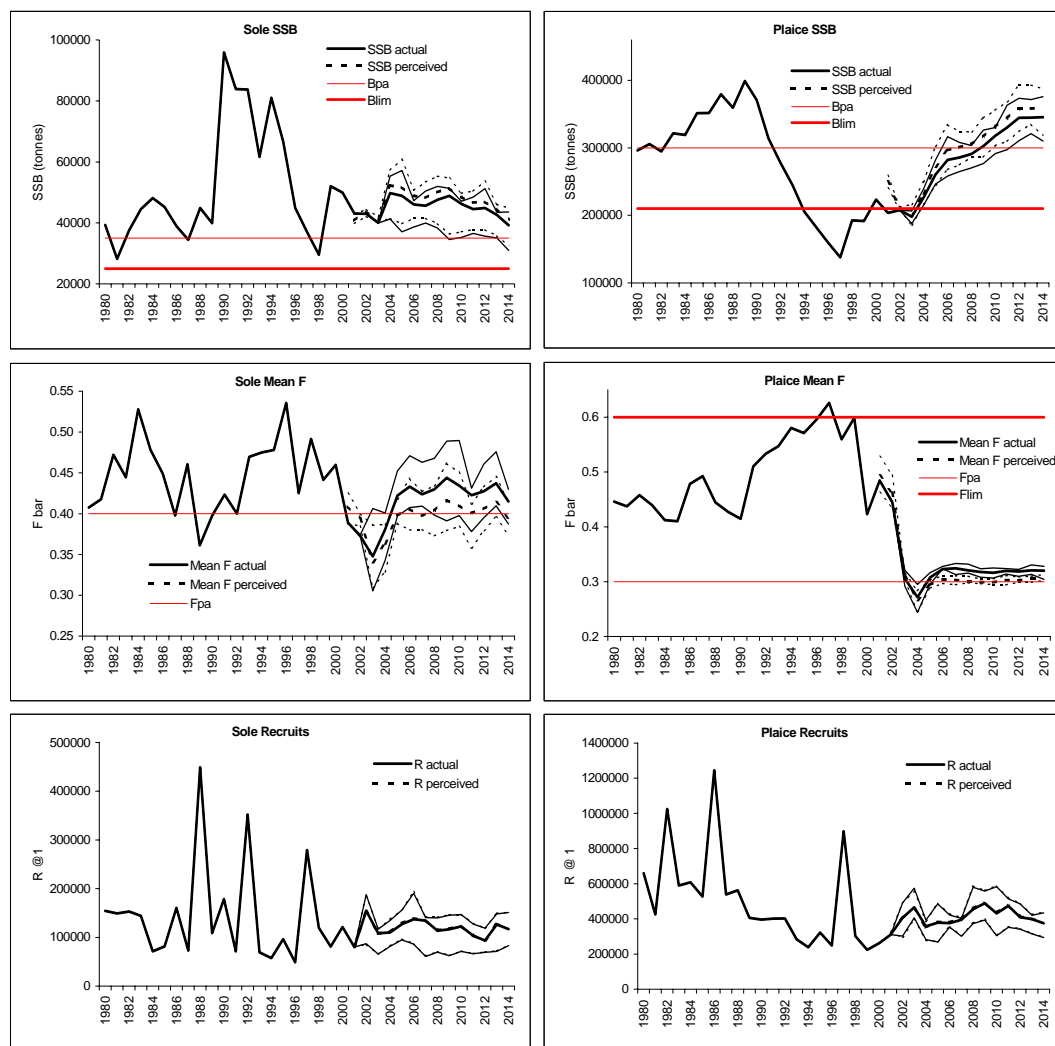 Sole SSB
SSB (tonnes)
100000
80000
60000
40000
20000
SSB actual
SSB perceived
Bpa
Blim
1980 1982 1984 1986 1988 1990 1992 1994 1996 1998 2000 2002 2004 2006 2008 2010 2012 2014
Plaice SSB
SSB (tonnes)
400000
300000
200000
100000
SSB actual
SSB perceived
Bpa
Blim
1980 1982 1984 1986 1988 1990 1992 1994 1996 1998 2000 2002 2004 2006 2008 2010 2012 2014
Sole Mean F
F bar
0.55
0.50
0.45
0.40
0.35
0.30
0.25
Mean F actual
Mean F perceived
Fpa
1980 1982 1984 1986 1988 1990 1992 1994 1996 1998 2000 2002 2004 2006 2008 2010 2012 2014
Plaice Mean F
F bar
0.6
0.5
0.4
0.3
0.2
Mean F actual
Mean F perceived
Fpa
Flim
1980 1982 1984 1986 1988 1990 1992 1994 1996 1998 2000 2002 2004 2006 2008 2010 2012 2014
Sole Recruits
R @ 1
500000
400000
300000
200000
100000
0
R actual
R perceived
1980 1982 1984 1986 1988 1990 1992 1994 1996 1998 2000 2002 2004 2006 2008 2010 2012 2014
Plaice Recruits
R @ 1
1400000
1200000
1000000
800000
600000
400000
200000
0
R actual
R perceived
1980 1982 1984 1986 1988 1990 1992 1994 1996 1998 2000 2002 2004 2006 2008 2010 2012 2014